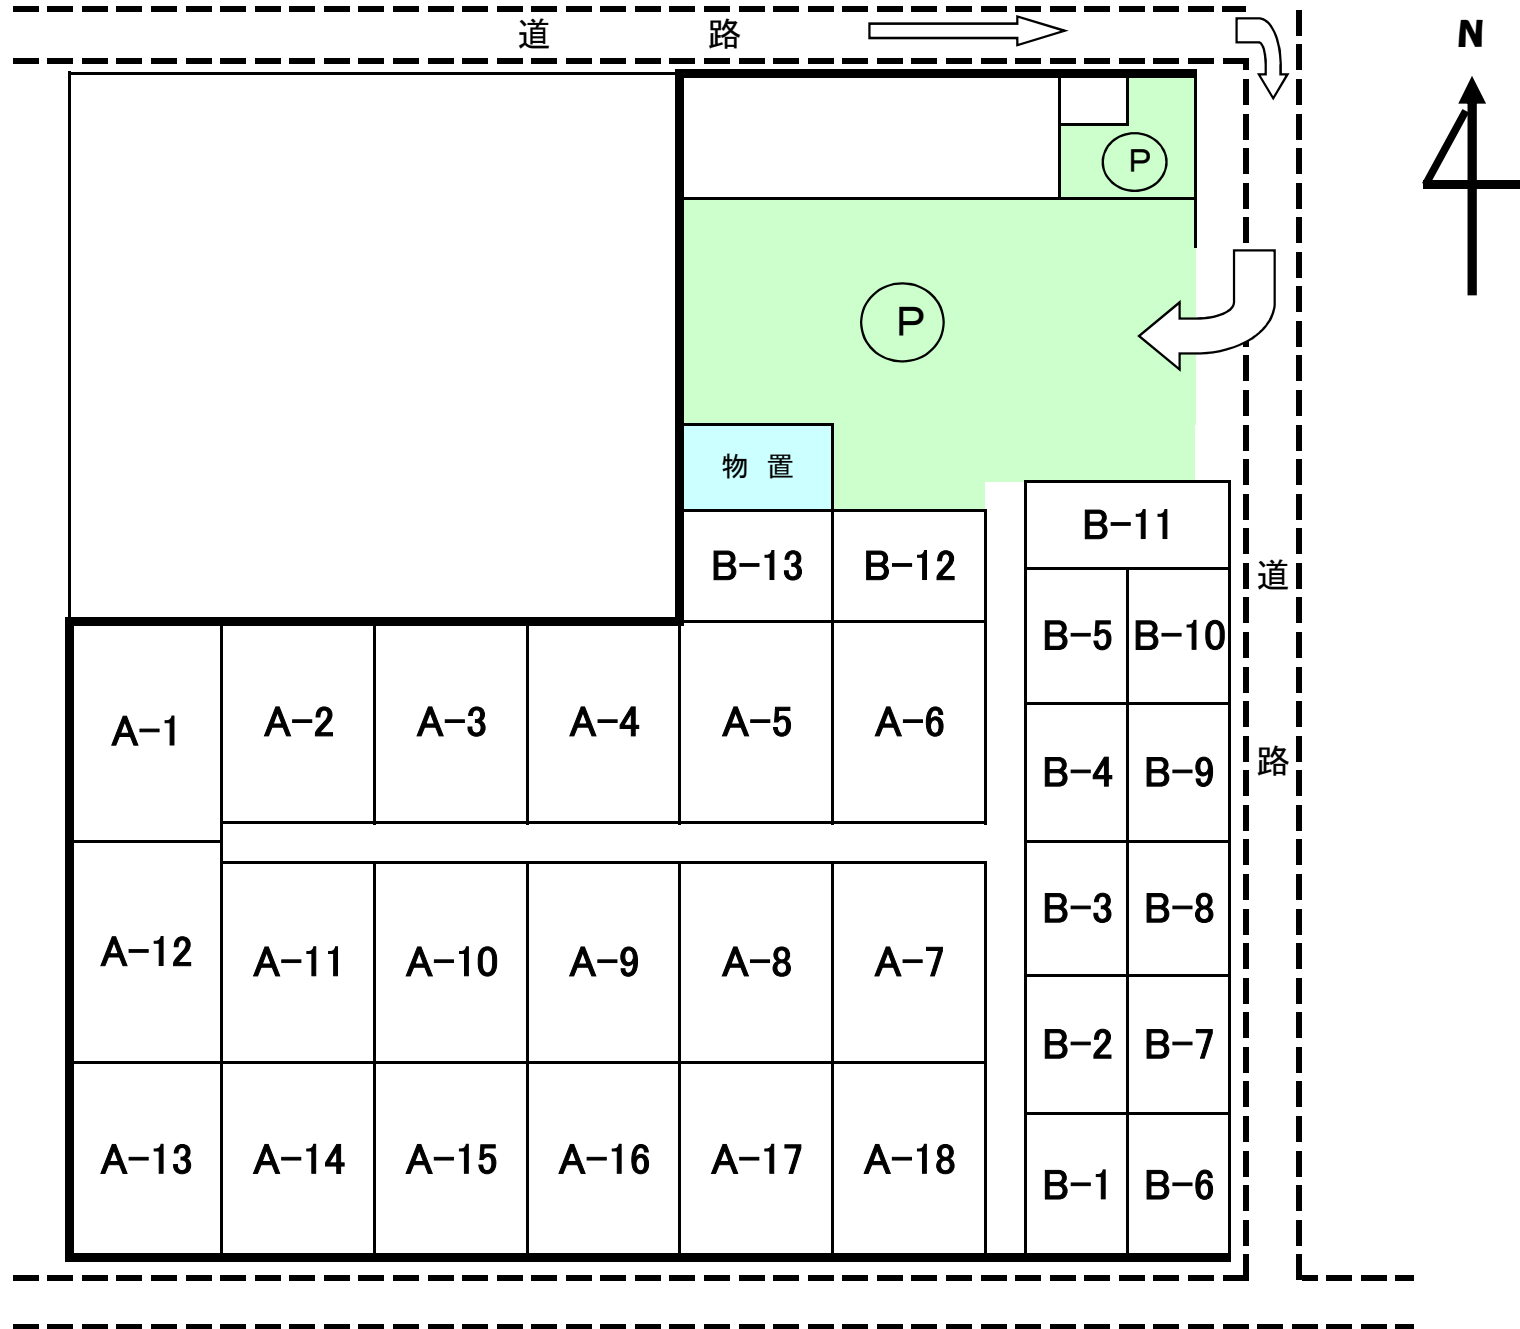 道 路
N
P
P
物 置
B-11
B-13 B-12
道
路
B-5 B-10
A-1 A-2 A-3 A-4 A-5 A-6
B-4 B-9
B-3 B-8
A-12 A-11 A-10 A-9 A-8 A-7
B-2 B-7
A-13 A-14 A-15 A-16 A-17 A-18
B-1 B-6